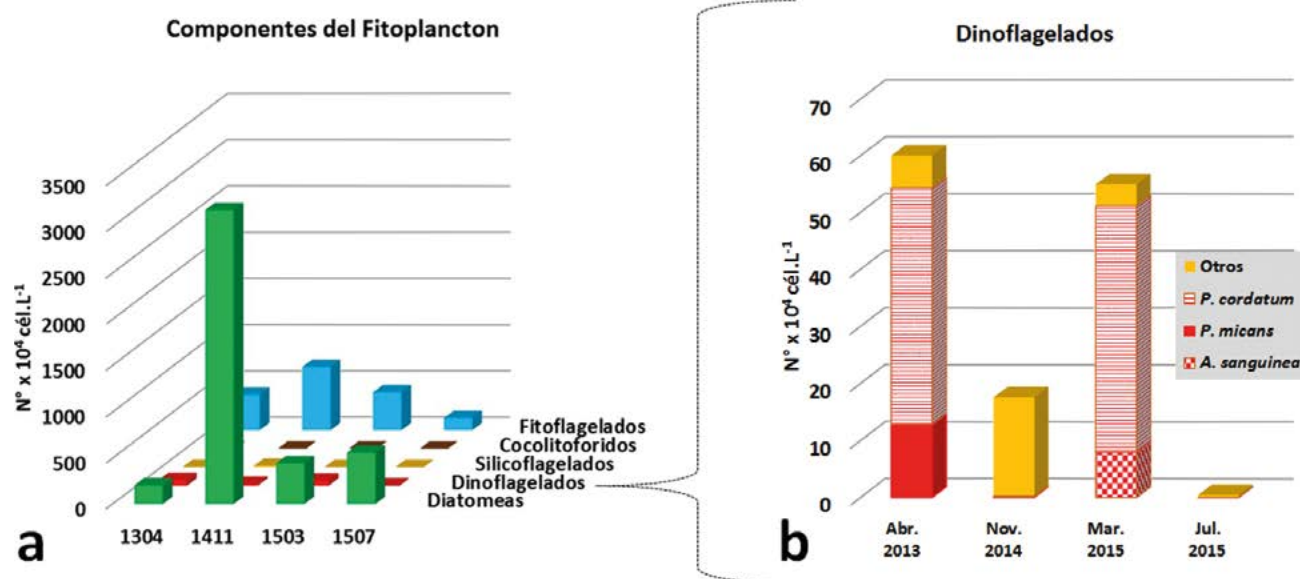 Componentes del Fitoplancton
3500
3000
2500
2000
1500
1000
500
0
N° x 10⁴ cél.L⁻¹
Fitoflagelados
Cocolitoforidos
Silicoflagelados
Dinoflagelados
Diatomeas
1304 1411 1503 1507
a
Dinoflagelados
70
60
50
40
30
20
10
0
N° x 10⁴ cél.L⁻¹
Otros
P. cordatum
P. micans
A. sanguinea
Abr. Nov. Mar. Jul.
2013 2014 2015 2015
b